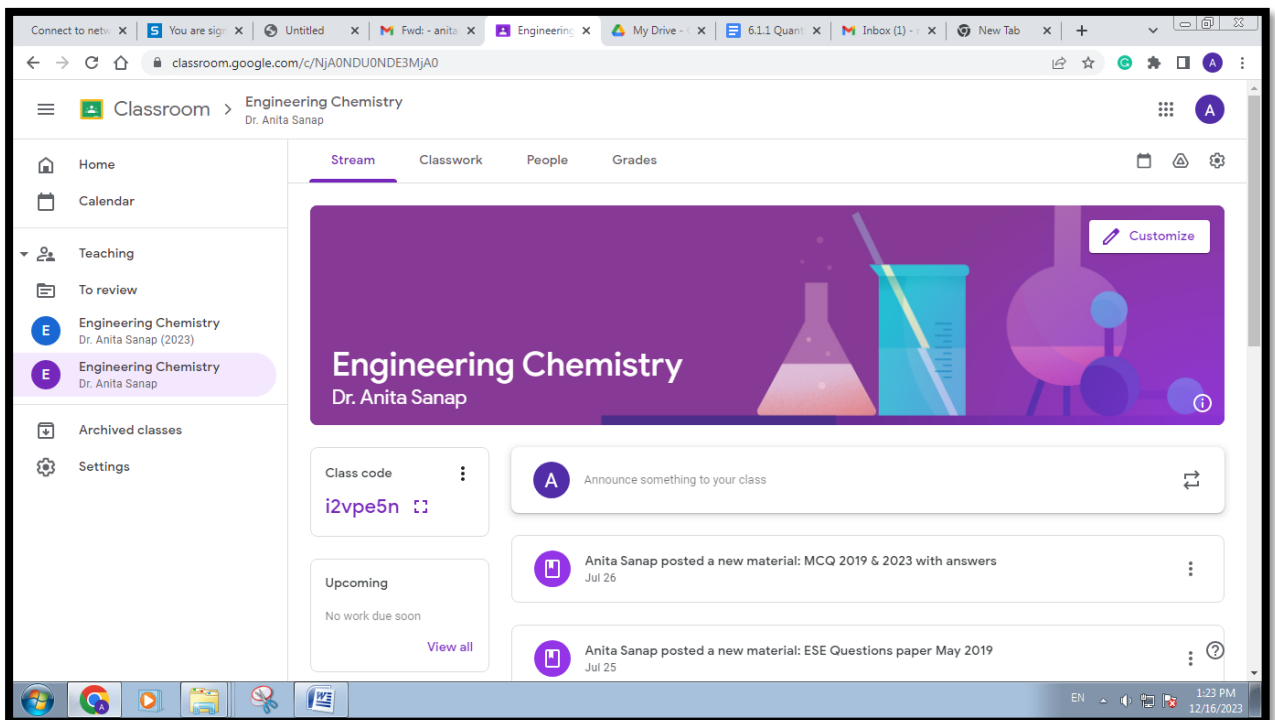 Connect to netw
S You are sign
Untitled
Fwd: - anita
Engineering
My Drive -
6.1.1 Quant
Inbox (1) -
New Tab
classroom.google.com/c/NjA0NDU0NDE3MjA0
A
Classroom > Engineering Chemistry
Dr. Anita Sanap
A
Home
Calendar
Teaching
To review
E Engineering Chemistry
Dr. Anita Sanap (2023)
E Engineering Chemistry
Dr. Anita Sanap
Archived classes
Settings
Stream Classwork People Grades
Customize
Engineering Chemistry
Dr. Anita Sanap
Class code
i2vpe5n
Upcoming
No work due soon
View all
A Announce something to your class
Anita Sanap posted a new material: MCQ 2019 & 2023 with answers
Jul 26
Anita Sanap posted a new material: ESE Questions paper May 2019
Jul 25
EN
1:23 PM
12/16/2023